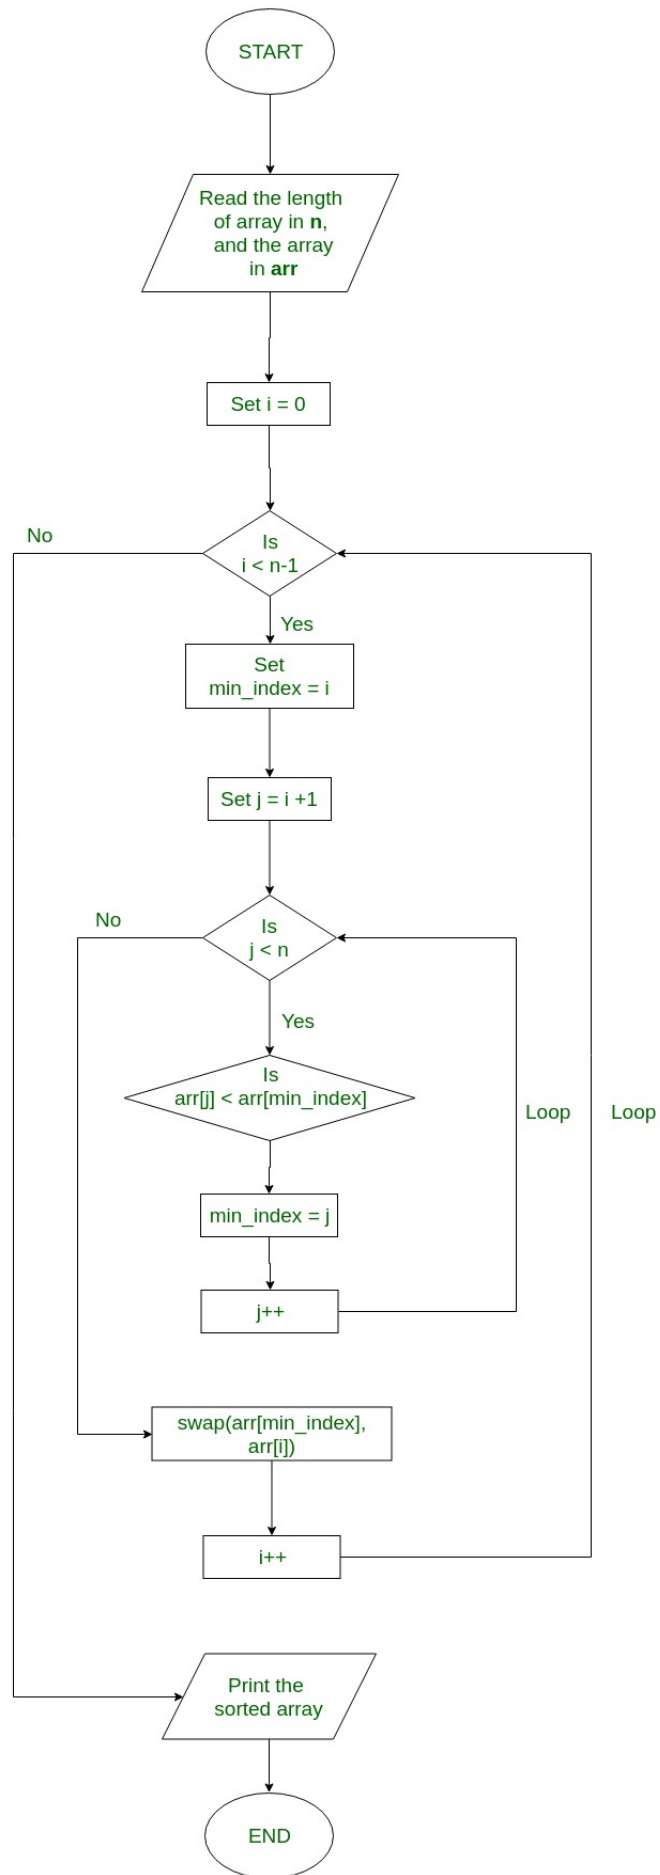 START
Read the length
of array in n,
and the array
in arr
Set i = 0
No
Is
i < n-1
Yes
Set
min_index = i
Set j = i +1
No
Is
j < n
Yes
Is
arr[j] < arr[min_index]
Loop
Loop
min_index = j
j++
swap(arr[min_index],
arr[i])
i++
Print the
sorted array
END